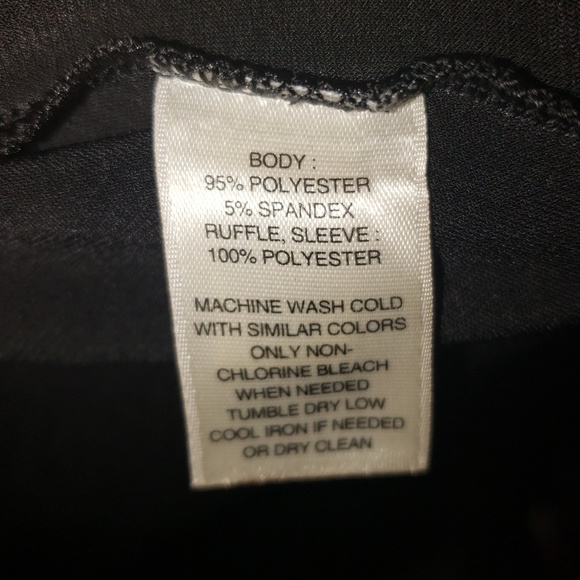 BODY :
95% POLYESTER
5% SPANDEX
RUFFLE, SLEEVE :
100% POLYESTER
MACHINE WASH COLD
WITH SIMILAR COLORS
ONLY NON-
CHLORINE BLEACH
WHEN NEEDED
TUMBLE DRY LOW
COOL IRON IF NEEDED
OR DRY CLEAN